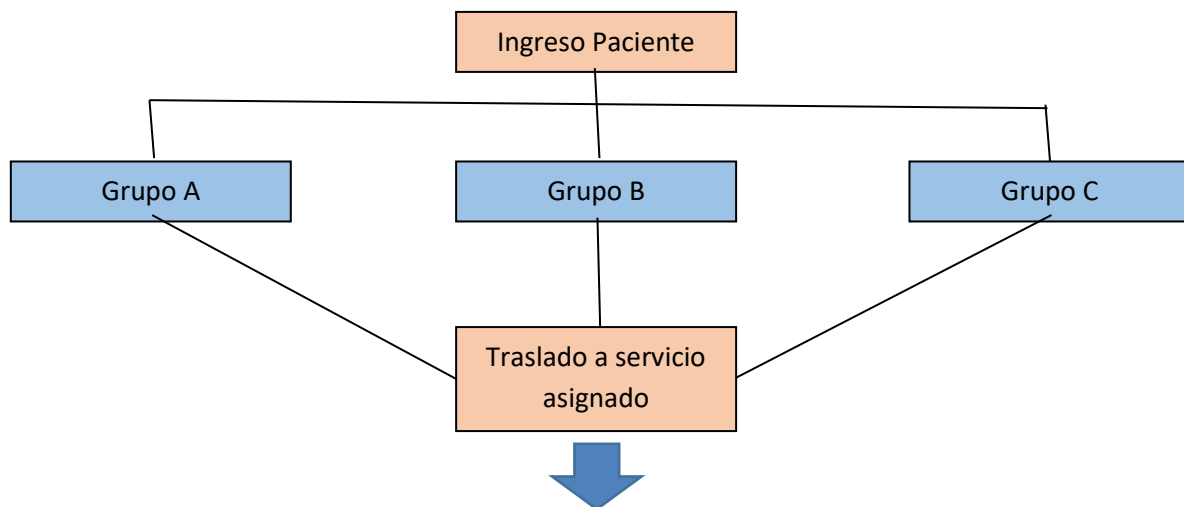 Ingreso Paciente
Grupo A
Grupo B
Grupo C
Traslado a servicio
asignado